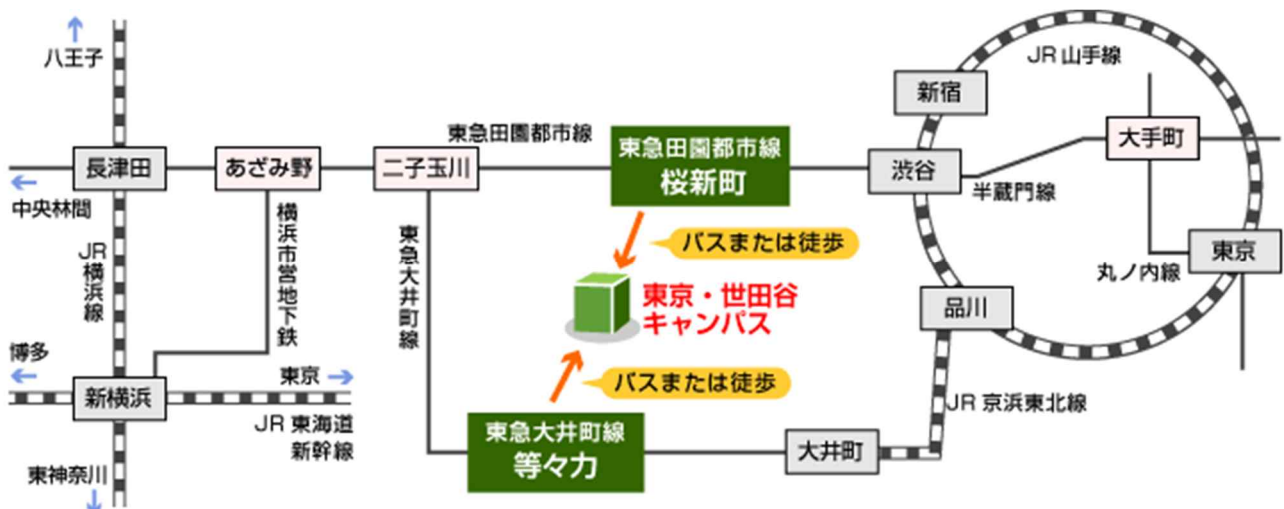 八王子
JR 山手線
新宿
東急田園都市線
東急田園都市線
桜新町
大手町
長津田
あざみ野
二子玉川
渋谷
半蔵門線
中央林間
JR横浜線
横浜市営地下鉄
東急大井町線
バスまたは徒歩
東京
丸ノ内線
東京・世田谷
キャンパス
品川
博多
東京
新横浜
バスまたは徒歩
JR 東海道
新幹線
JR 京浜東北線
東急大井町線
等々力
大井町
東神奈川